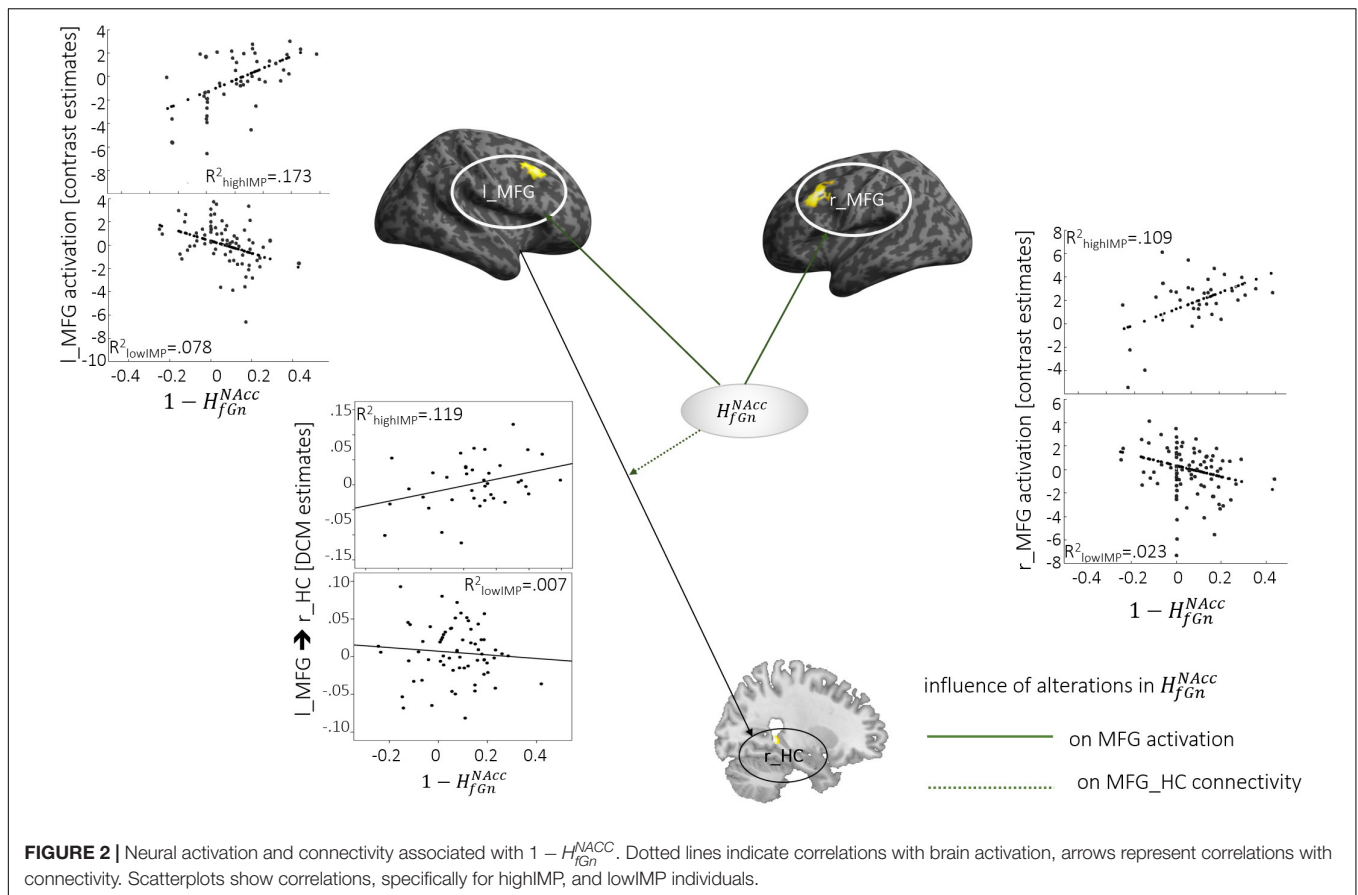 l_MFG activation [contrast estimates]
4
2
0
-2
-4
-6
-8
R²highIMP=.173
4
2
0
-2
-4
-6
-8
-10
R²lowIMP=.078
-0.4 -0.2 0 0.2 0.4
1 − H_fGn^NAcc
l_MFG
r_MFG
H_fGn^NAcc
l_MFG ➔ r_HC [DCM estimates]
.15
.05
0
-.05
-.15
R²highIMP=.119
.10
.05
0
-.05
-.10
R²lowIMP=.007
-0.4 -0.2 0 0.2 0.4
1 − H_fGn^NAcc
r_MFG activation [contrast estimates]
8
6
4
2
0
-2
-4
R²highIMP=.109
6
4
2
0
-2
-4
-6
-8
R²lowIMP=.023
-0.4 -0.2 0 0.2 0.4
1 − H_fGn^NAcc
r_HC
influence of alterations in H_fGn^NAcc
on MFG activation
on MFG_HC connectivity
FIGURE 2 | Neural activation and connectivity associated with 1 − H_fGn^NACC. Dotted lines indicate correlations with brain activation, arrows represent correlations with
connectivity. Scatterplots show correlations, specifically for highIMP, and lowIMP individuals.